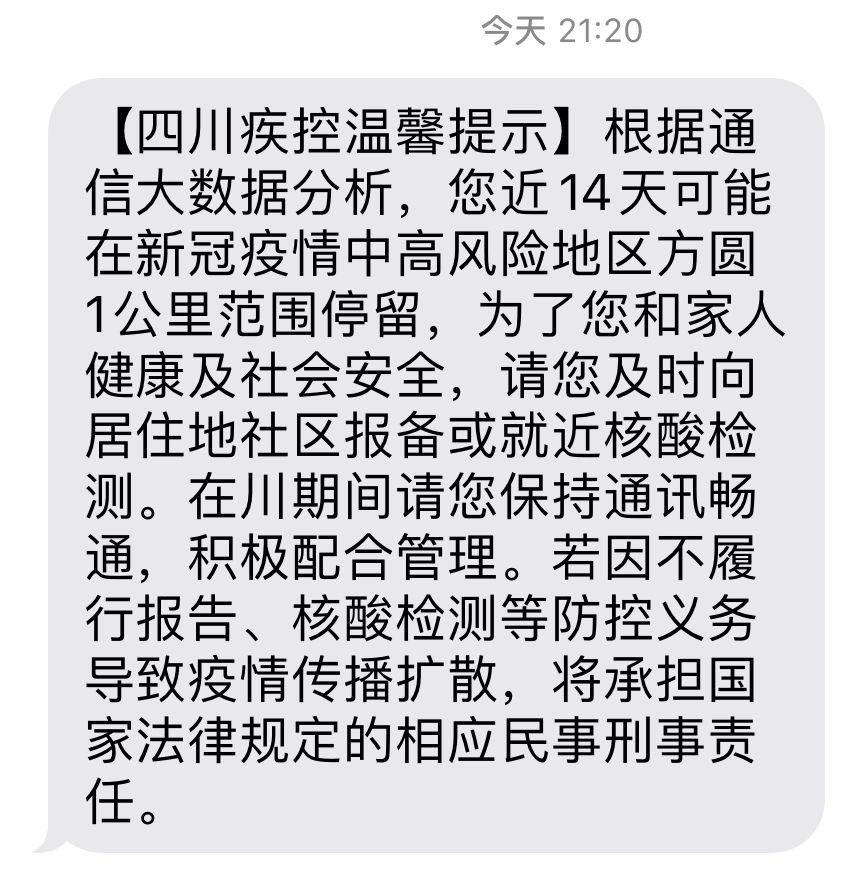 今天 21:20
【四川疾控温馨提示】根据通
信大数据分析，您近14天可能
在新冠疫情中高风险地区方圆
1公里范围停留，为了您和家人
健康及社会安全，请您及时向
居住地社区报备或就近核酸检
测。在川期间请您保持通讯畅
通，积极配合管理。若因不履
行报告、核酸检测等防控义务
导致疫情传播扩散，将承担国
家法律规定的相应民事刑事责
任。